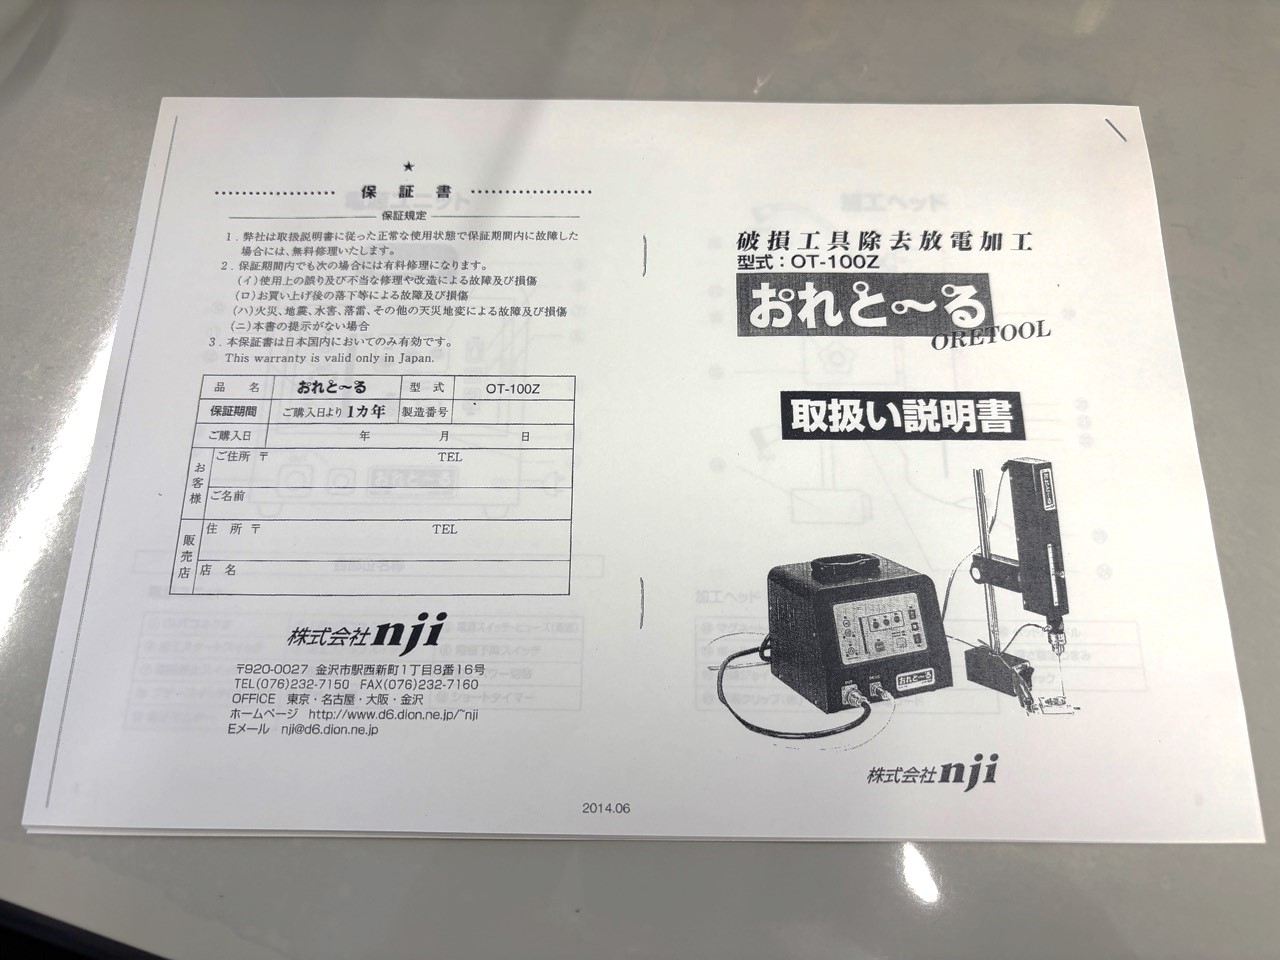 ★
保証書
保証規定
1．弊社は取扱説明書に従った正常な使用状態で保証期間内に故障した
場合には、無料修理いたします。
2．保証期間内でも次の場合には有料修理になります。
(イ)使用上の誤り及び不当な修理や改造による故障及び損傷
(ロ)お買い上げ後の落下等による故障及び損傷
(ハ)火災、地震、水害、落雷、その他の天災地変による故障及び損傷
(ニ)本書の提示がない場合
3．本保証書は日本国内においてのみ有効です。
This warranty is valid only in Japan.
品名 おれと～る 型式 OT-100Z
保証期間 ご購入日より1カ年 製造番号
ご購入日 年 月 日
お客様
ご住所 〒 TEL
ご名前
販売店
住所 〒 TEL
店名
株式会社nji
〒920-0027 金沢市駅西新町1丁目8番16号
TEL(076)232-7150 FAX(076)232-7160
OFFICE 東京・名古屋・大阪・金沢
ホームページ http://www.d6.dion.ne.jp/~nji
Eメール nji@d6.dion.ne.jp
2014.06
破損工具除去放電加工
型式：OT-100Z
おれと～る
ORETOOL
取扱い説明書
おれと～る
株式会社nji